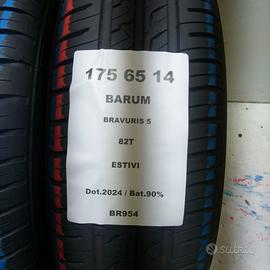 175 65 14
BARUM
BRAVURIS 5
82T
ESTIVI
Dot.2024 / Bat.90%
BR954
subito